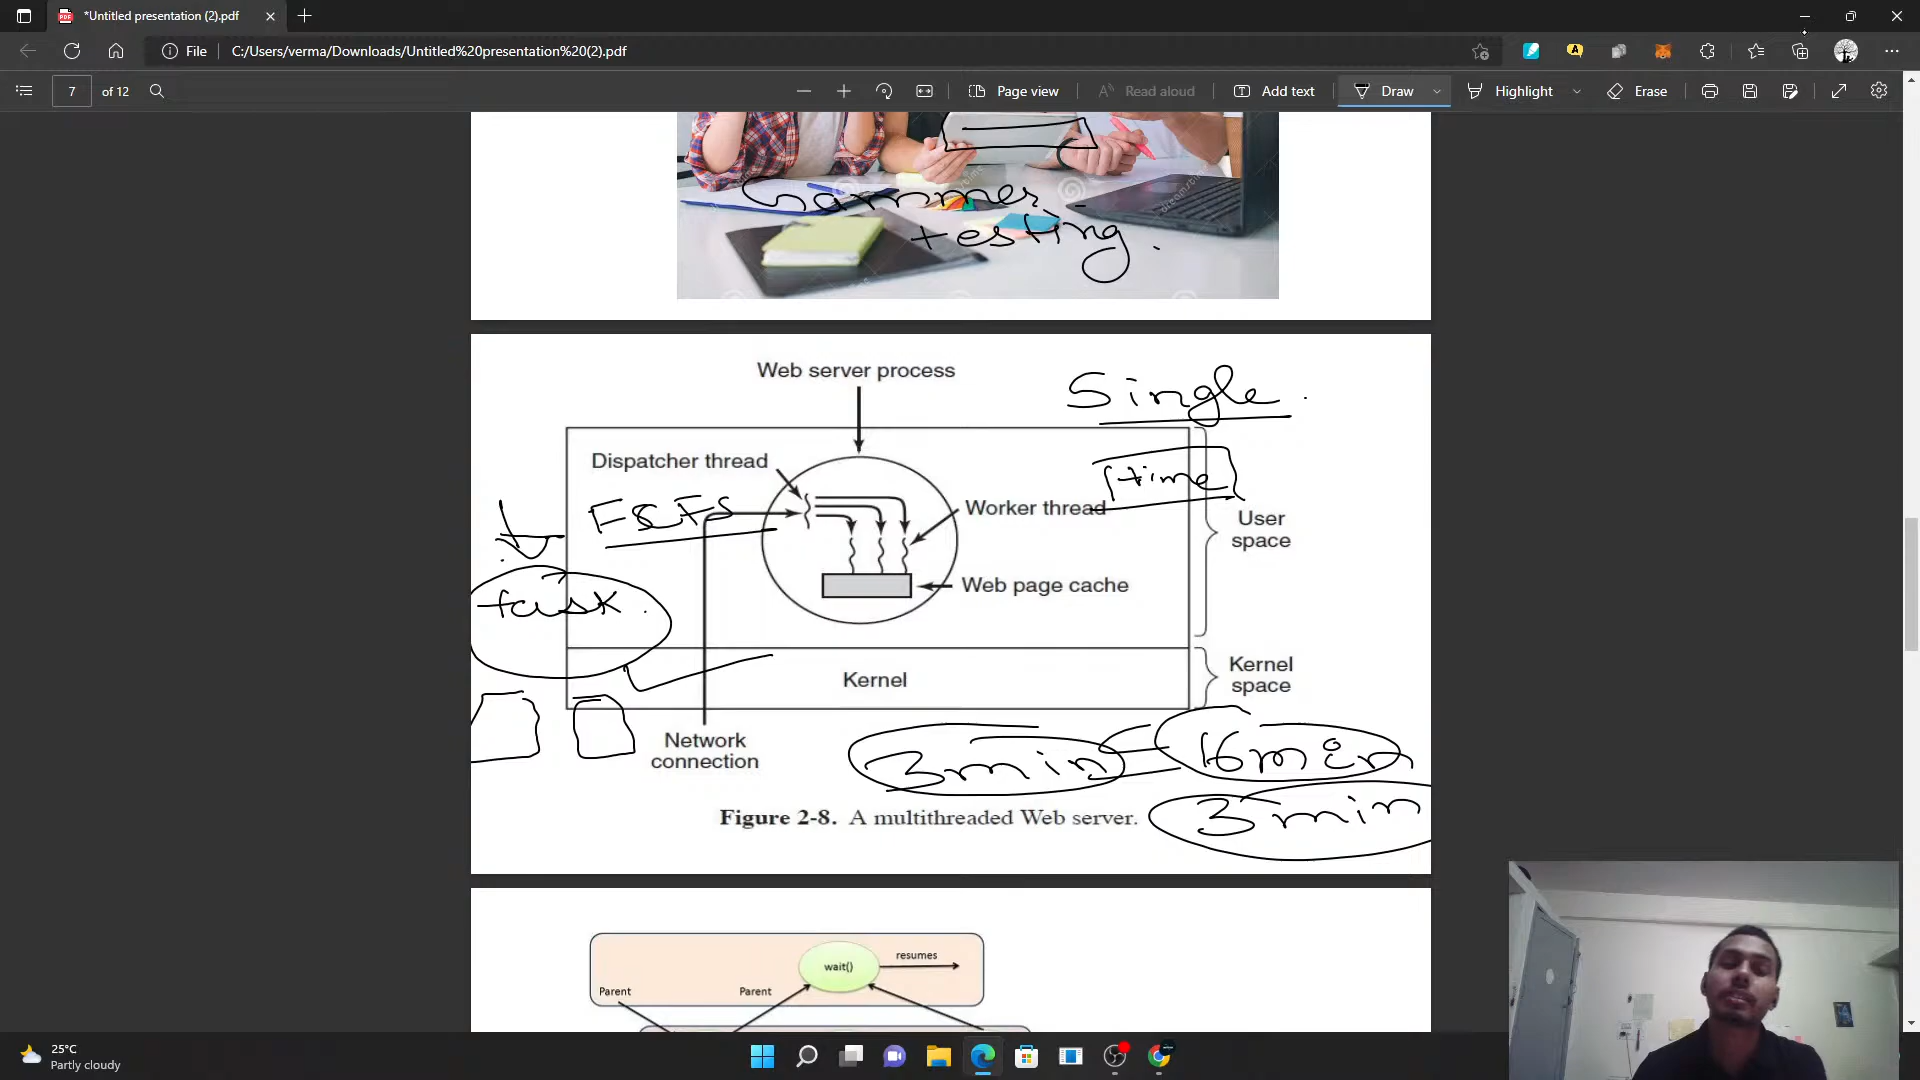 *Untitled presentation (2).pdf
File C:/Users/verma/Downloads/Untitled%20presentation%20(2).pdf
7 of 12 Page view Read aloud Add text Draw Highlight Erase
testing.
Web server process
Single
Dispatcher thread
time
FSFS
Worker thread
User
space
Web page cache
task
Kernel
Kernel
space
Network
connection
3min
16min
3min
Figure 2-8. A multithreaded Web server.
wait()
resumes
Parent
Parent
25°C
Partly cloudy